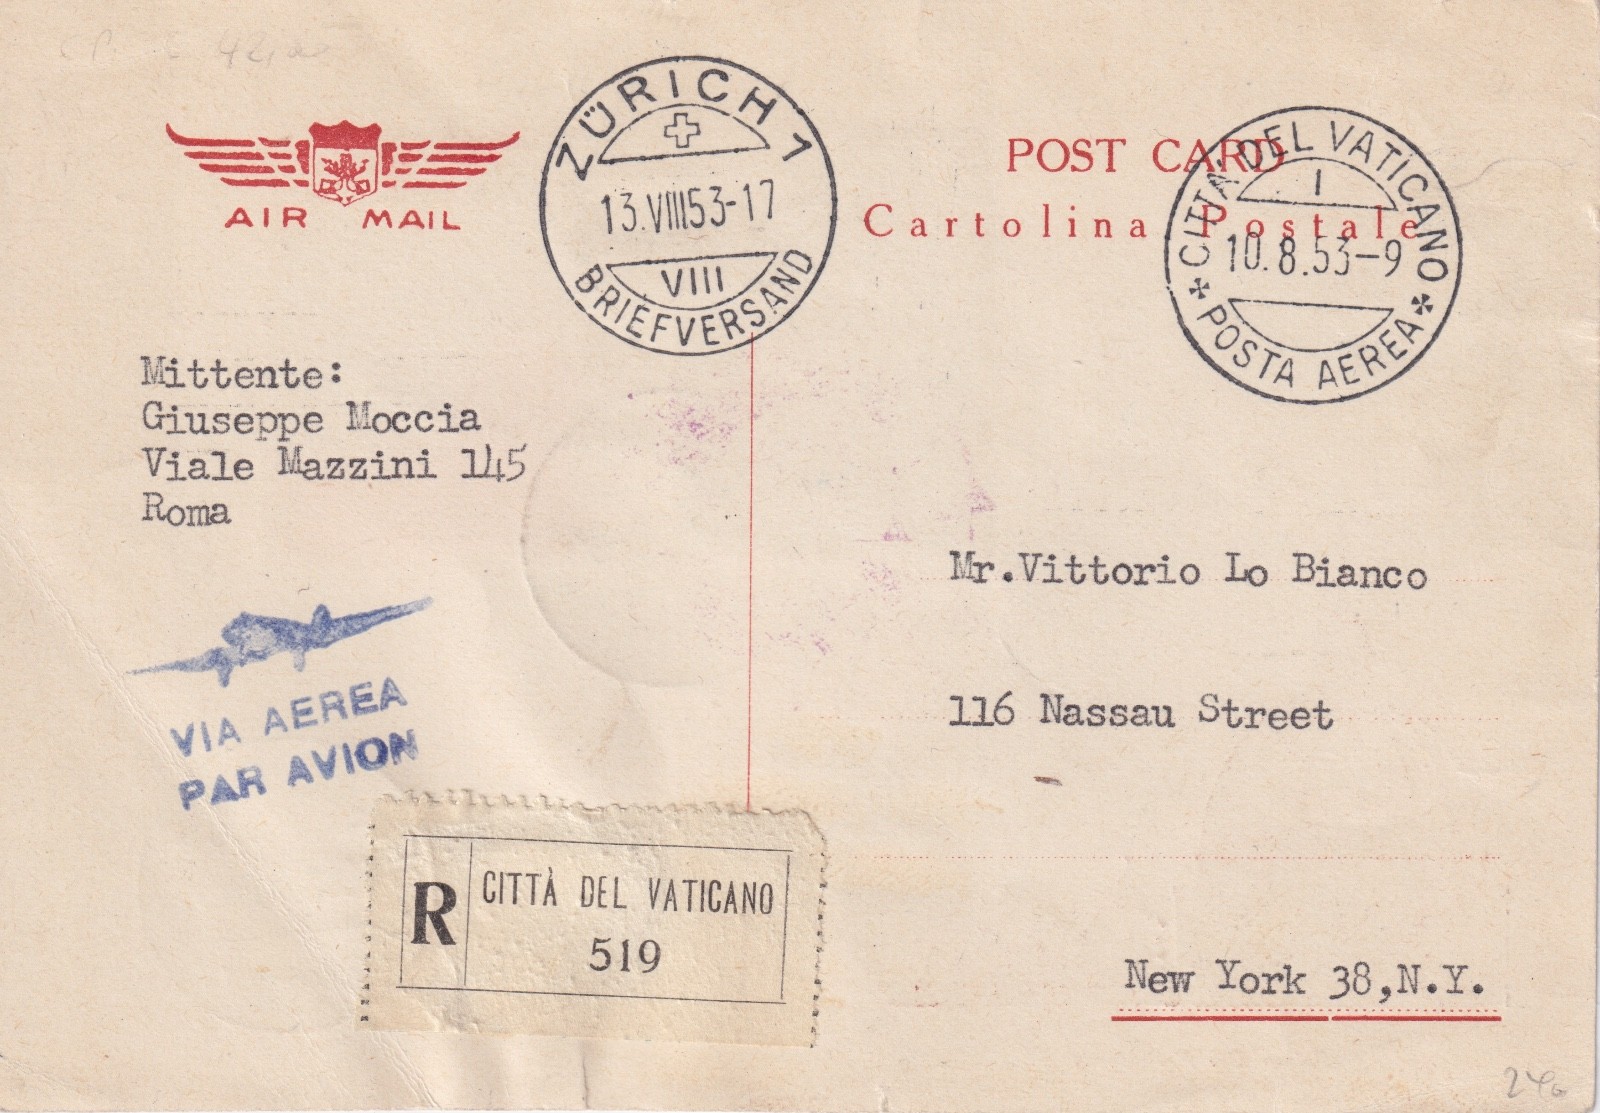 AIR MAIL
ZÜRICH 1
13.VIII53-17
VIII
BRIEFVERSAND
POST CARD
Cartolina Postale
CITTA' DEL VATICANO
I
10.8.53-9
POSTA AEREA
Mittente:
Giuseppe Moccia
Viale Mazzini 145
Roma
VIA AEREA
PAR AVION
Mr.Vittorio Lo Bianco
116 Nassau Street
New York 38,N.Y.
R
CITTÀ DEL VATICANO
519